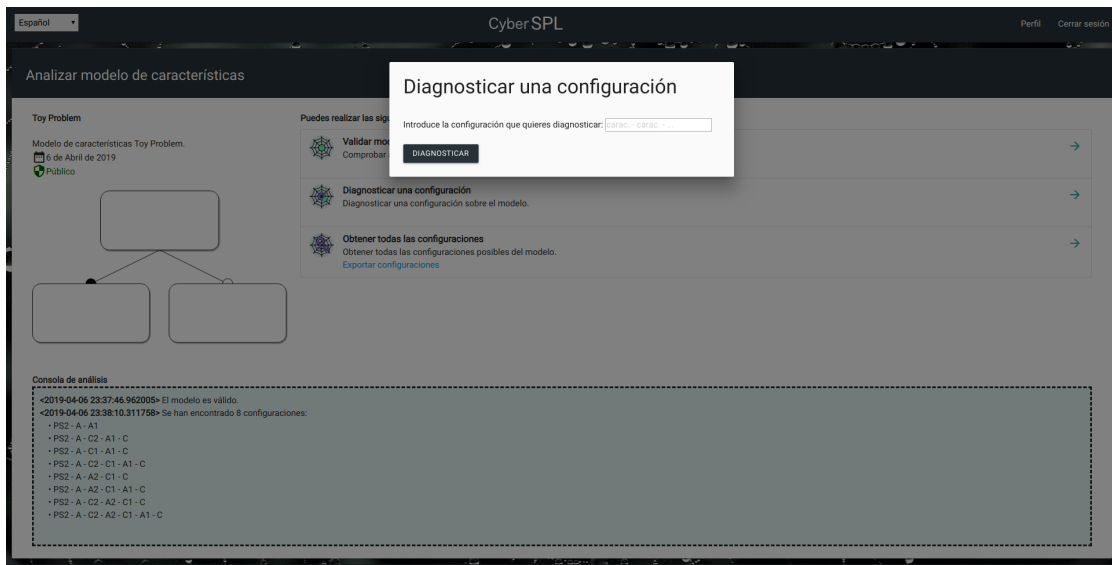 Español
CyberSPL
Perfil
Cerrar sesión
Analizar modelo de características
Diagnosticar una configuración
Introduce la configuración que quieres diagnosticar: carac. - carac. - ...
DIAGNOSTICAR
Toy Problem
Modelo de características Toy Problem.
6 de Abril de 2019
Público
Puedes realizar las
Validar
Comprobar
Diagnosticar una configuración
Diagnosticar una configuración sobre el modelo.
Obtener todas las configuraciones
Obtener todas las configuraciones posibles del modelo.
Exportar configuraciones
Consola de análisis
<2019-04-06 23:37:46.962005> El modelo es válido.
<2019-04-06 23:38:10.311758> Se han encontrado 8 configuraciones:
• PS2 - A - A1
• PS2 - A - C2 - A1 - C
• PS2 - A - C1 - A1 - C
• PS2 - A - C2 - C1 - A1 - C
• PS2 - A - A2 - C1 - C
• PS2 - A - A2 - C1 - A1 - C
• PS2 - A - C2 - A2 - C1 - C
• PS2 - A - C2 - A2 - C1 - A1 - C